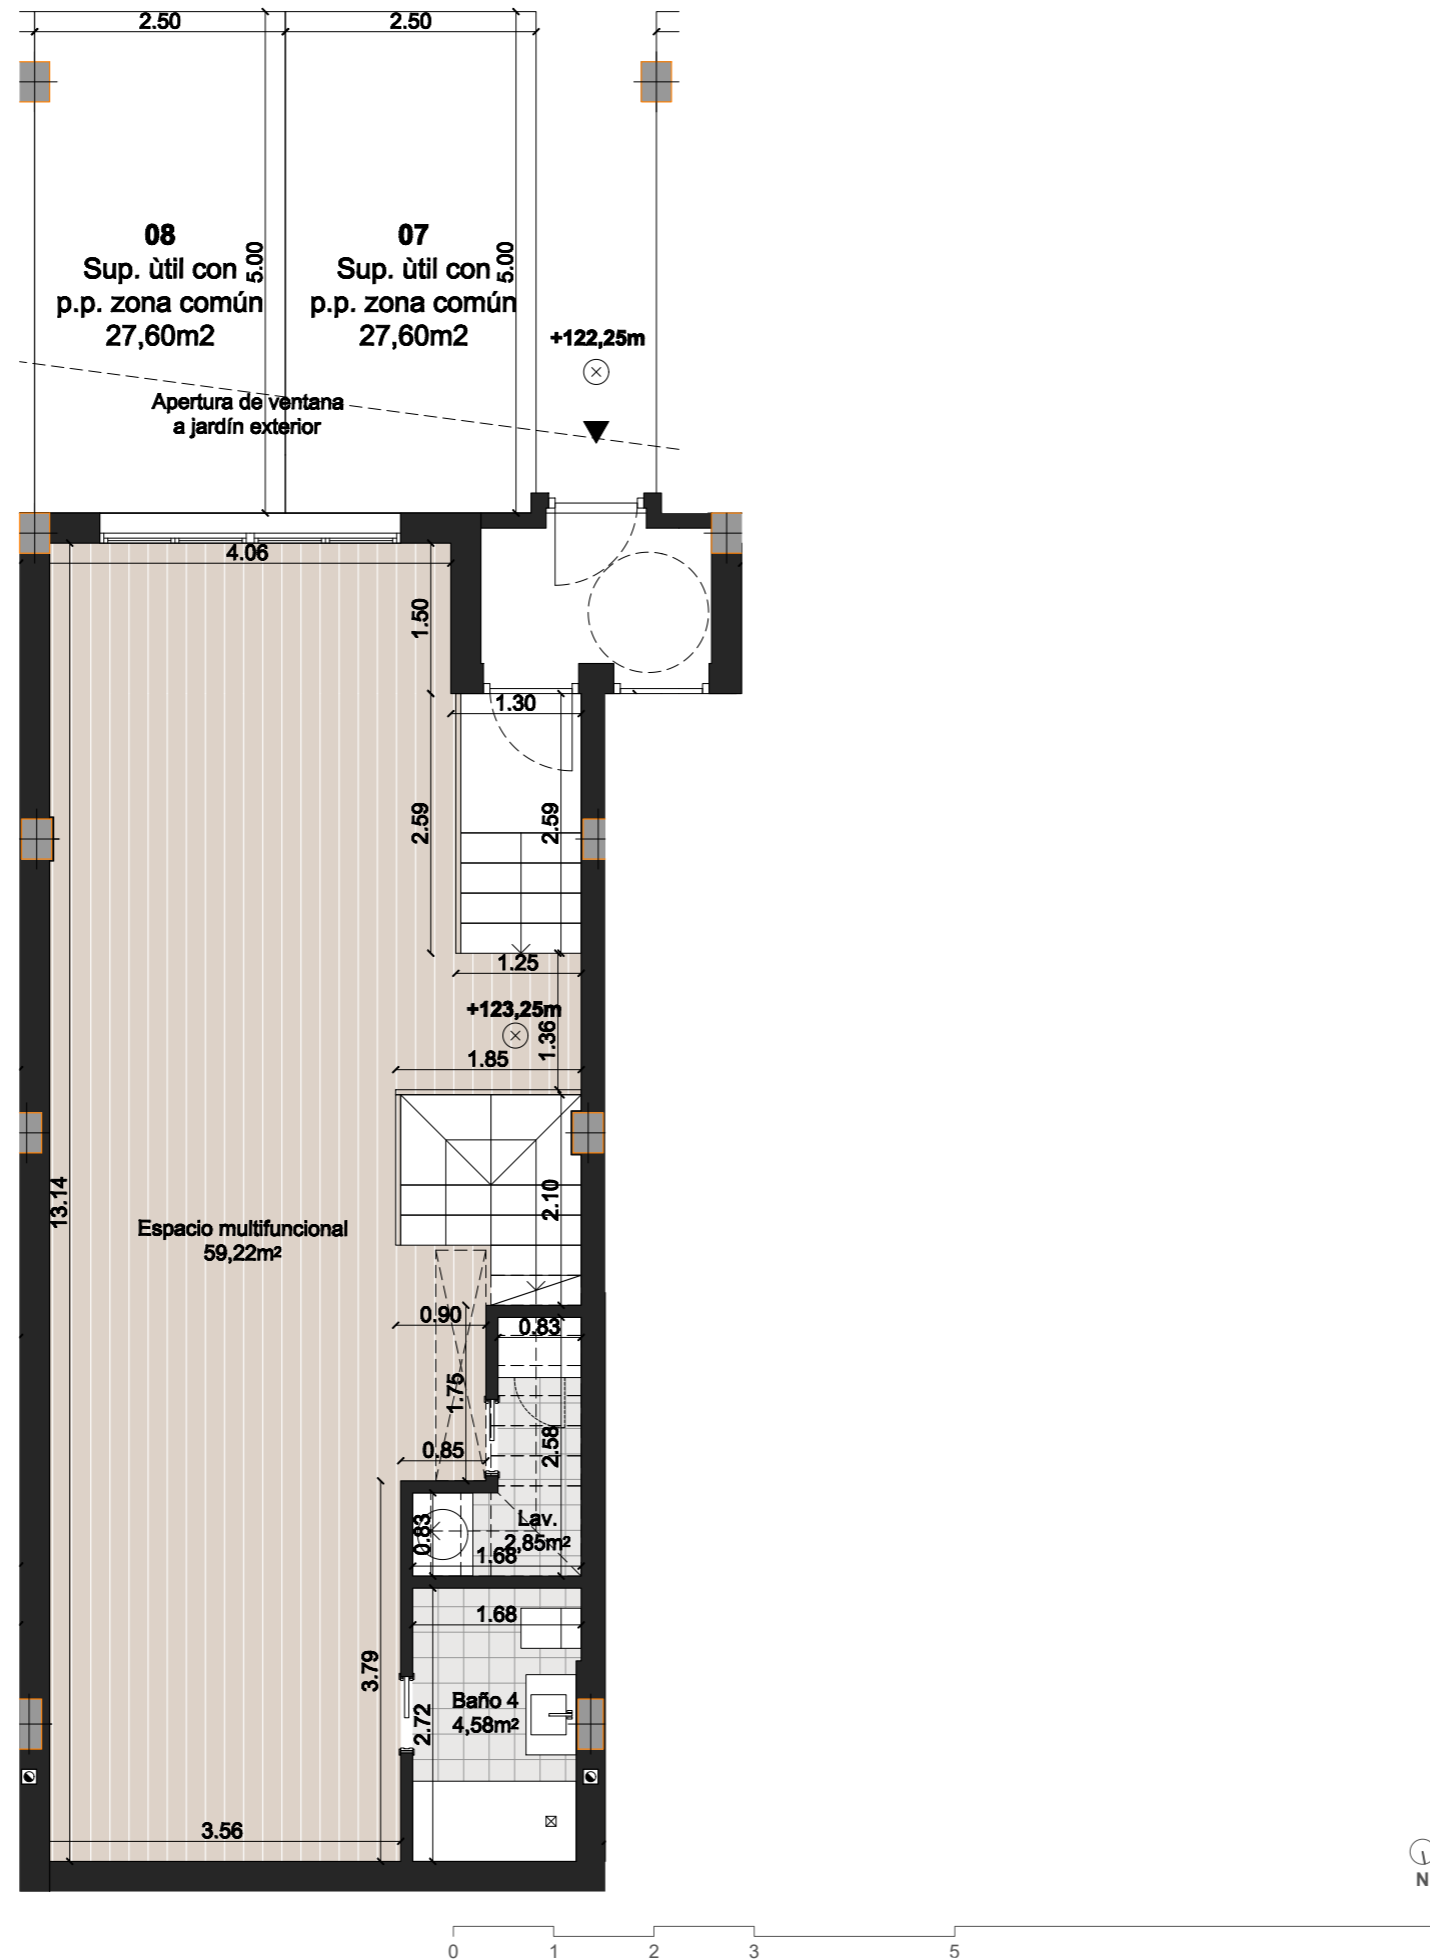 2.50
2.50
08
Sup. ùtil con
p.p. zona común
27,60m2
5.00
07
Sup. ùtil con
p.p. zona común
27,60m2
5.00
+122,25m
Apertura de ventana
a jardín exterior
4.06
1.50
1.30
2.59
2.59
1.25
+123,25m
1.36
1.85
13.14
2.10
Espacio multifuncional
59,22m²
0.90
0.83
1.75
2.58
0.85
0.83
Lav.
2,85m²
1.68
1.68
3.79
Baño 4
4,58m²
2.72
3.56
N
0
1
2
3
5